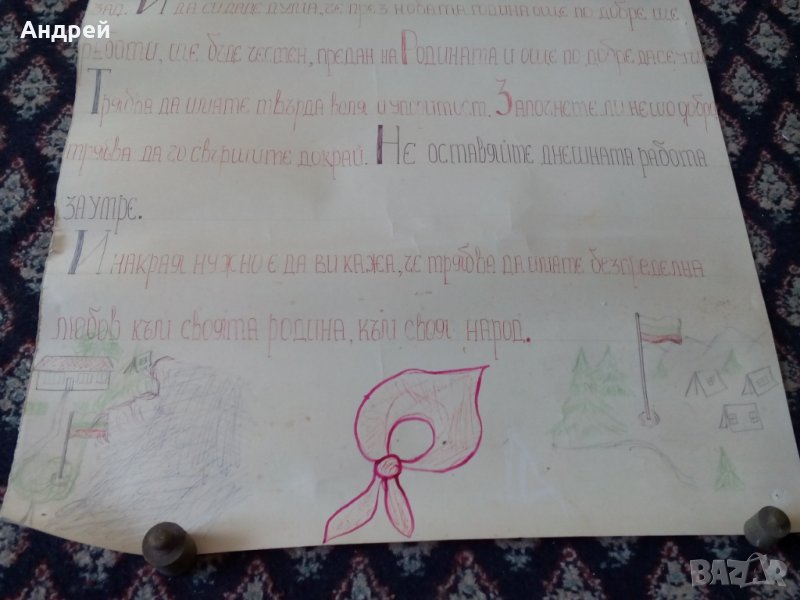 Андрей
зад. И да си даде дума, че през новата година още по добре ще
работи, ще бъде честен, предан на Родината и още по добре да се учи.
Трябва да имате твърда воля и упоритост. Започнете ли нещо добро
трябва да го свършите докрай. Не оставяйте днешната работа
за утре.
И накрая нужно е да ви кажа, че трябва да имате безпределна
любов към своята родина, към своя народ.
BAZAR